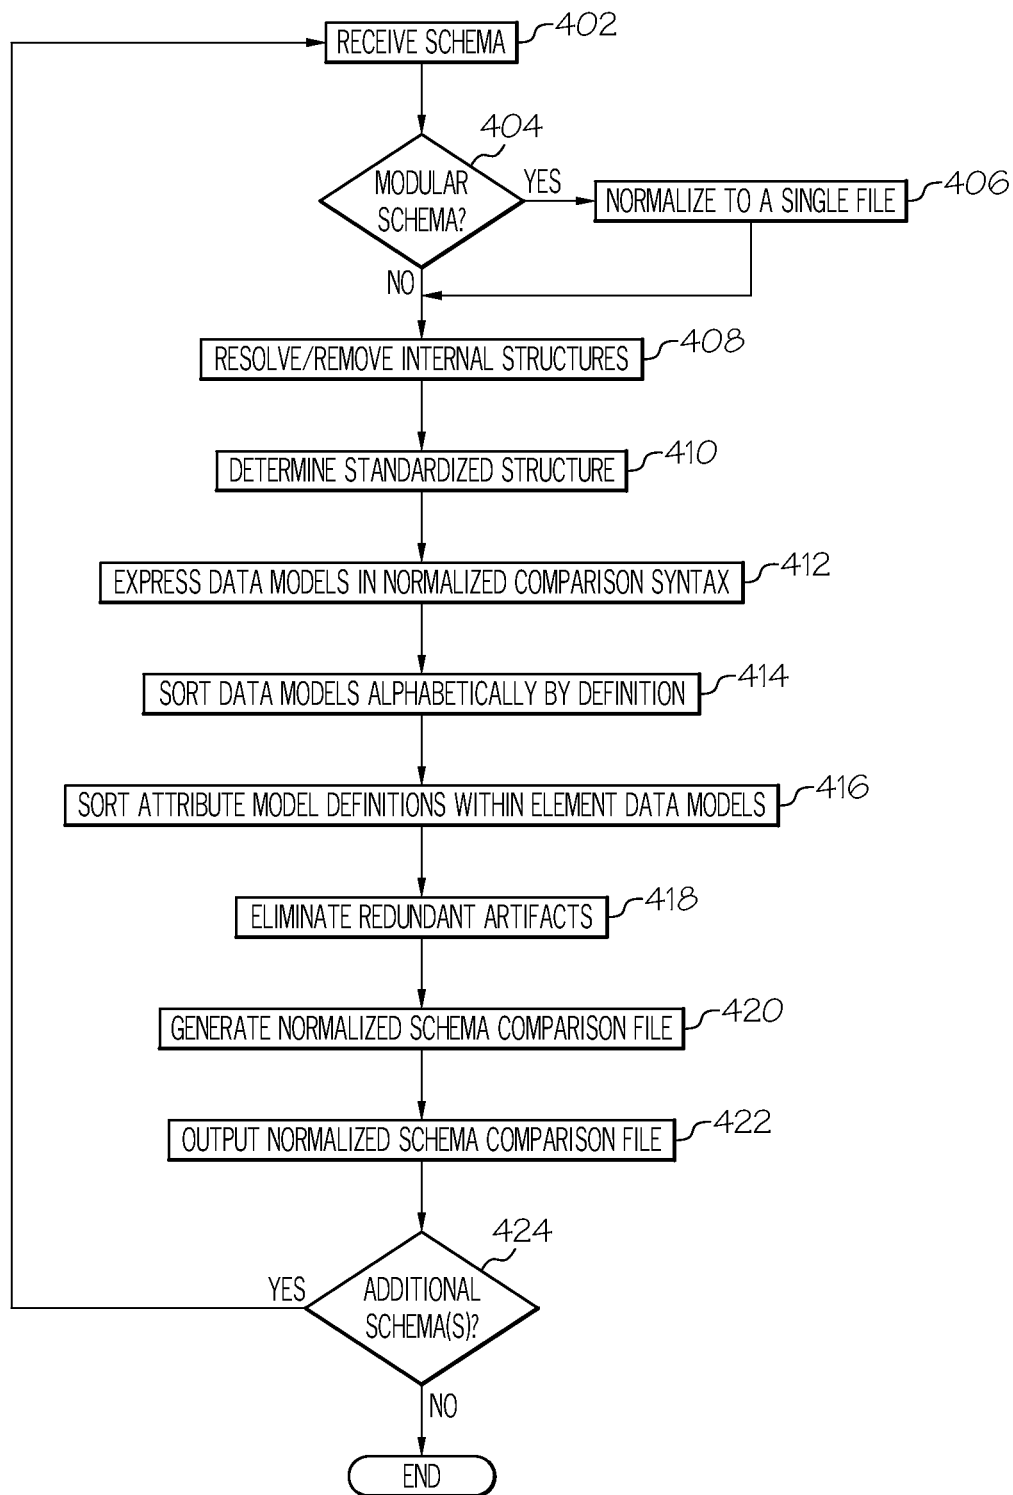 RECEIVE SCHEMA
402
404
MODULAR
SCHEMA?
YES
NORMALIZE TO A SINGLE FILE
406
NO
RESOLVE/REMOVE INTERNAL STRUCTURES
408
DETERMINE STANDARDIZED STRUCTURE
410
EXPRESS DATA MODELS IN NORMALIZED COMPARISON SYNTAX
412
SORT DATA MODELS ALPHABETICALLY BY DEFINITION
414
SORT ATTRIBUTE MODEL DEFINITIONS WITHIN ELEMENT DATA MODELS
416
ELIMINATE REDUNDANT ARTIFACTS
418
GENERATE NORMALIZED SCHEMA COMPARISON FILE
420
OUTPUT NORMALIZED SCHEMA COMPARISON FILE
422
424
YES
ADDITIONAL
SCHEMA(S)?
NO
END